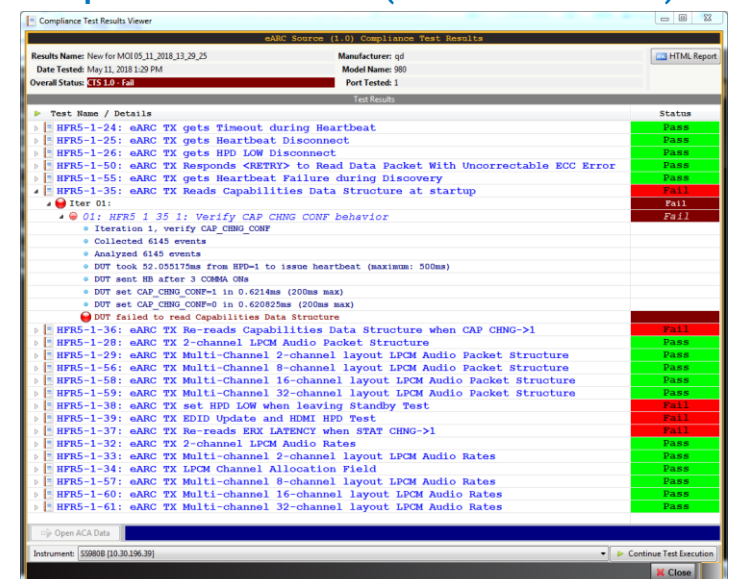 Compliance Test Results Viewer
eARC Source (1.0) Compliance Test Results
Results Name: New for MOI 05_11_2018_13_29_25 Manufacturer: qd HTML Report
Date Tested: May 11, 2018 1:29 PM Model Name: 980
Overall Status: CTS 1.0 - Fail Port Tested: 1
Test Results
Test Name / Details Status
HFR5-1-24: eARC TX gets Timeout during Heartbeat Pass
HFR5-1-25: eARC TX gets Heartbeat Disconnect Pass
HFR5-1-26: eARC TX gets HPD LOW Disconnect Pass
HFR5-1-50: eARC TX Responds <RETRY> to Read Data Packet With Uncorrectable ECC Error Pass
HFR5-1-55: eARC TX gets Heartbeat Failure during Discovery Pass
HFR5-1-35: eARC TX Reads Capabilities Data Structure at startup Fail
Iter 01: Fail
01: HFR5 1 35 1: Verify CAP CHNG CONF behavior Fail
Iteration 1, verify CAP_CHNG_CONF
Collected 6145 events
Analyzed 6145 events
DUT took 52.055175ms from HPD=1 to issue heartbeat (maximum: 500ms)
DUT sent HB after 3 COMMA ONs
DUT set CAP_CHNG_CONF=1 in 0.6214ms (200ms max)
DUT set CAP_CHNG_CONF=0 in 0.620825ms (200ms max)
DUT failed to read Capabilities Data Structure
HFR5-1-36: eARC TX Re-reads Capabilities Data Structure when CAP CHNG->1 Fail
HFR5-1-28: eARC TX 2-channel LPCM Audio Packet Structure Pass
HFR5-1-29: eARC TX Multi-Channel 2-channel layout LPCM Audio Packet Structure Pass
HFR5-1-56: eARC TX Multi-Channel 8-channel layout LPCM Audio Packet Structure Pass
HFR5-1-58: eARC TX Multi-Channel 16-channel layout LPCM Audio Packet Structure Pass
HFR5-1-59: eARC TX Multi-Channel 32-channel layout LPCM Audio Packet Structure Pass
HFR5-1-38: eARC TX set HPD LOW when leaving Standby Test Fail
HFR5-1-39: eARC TX EDID Update and HDMI HPD Test Fail
HFR5-1-37: eARC TX Re-reads ERX LATENCY when STAT CHNG->1 Fail
HFR5-1-32: eARC TX 2-channel LPCM Audio Rates Pass
HFR5-1-33: eARC TX Multi-Channel 2-channel layout LPCM Audio Rates Pass
HFR5-1-34: eARC TX LPCM Channel Allocation Field Pass
HFR5-1-57: eARC TX Multi-channel 8-channel layout LPCM Audio Rates Pass
HFR5-1-60: eARC TX Multi-channel 16-channel layout LPCM Audio Rates Pass
HFR5-1-61: eARC TX Multi-channel 32-channel layout LPCM Audio Rates Pass
Open ACA Data
Instrument: SS980B [10.30.196.39] Continue Test Execution
Close